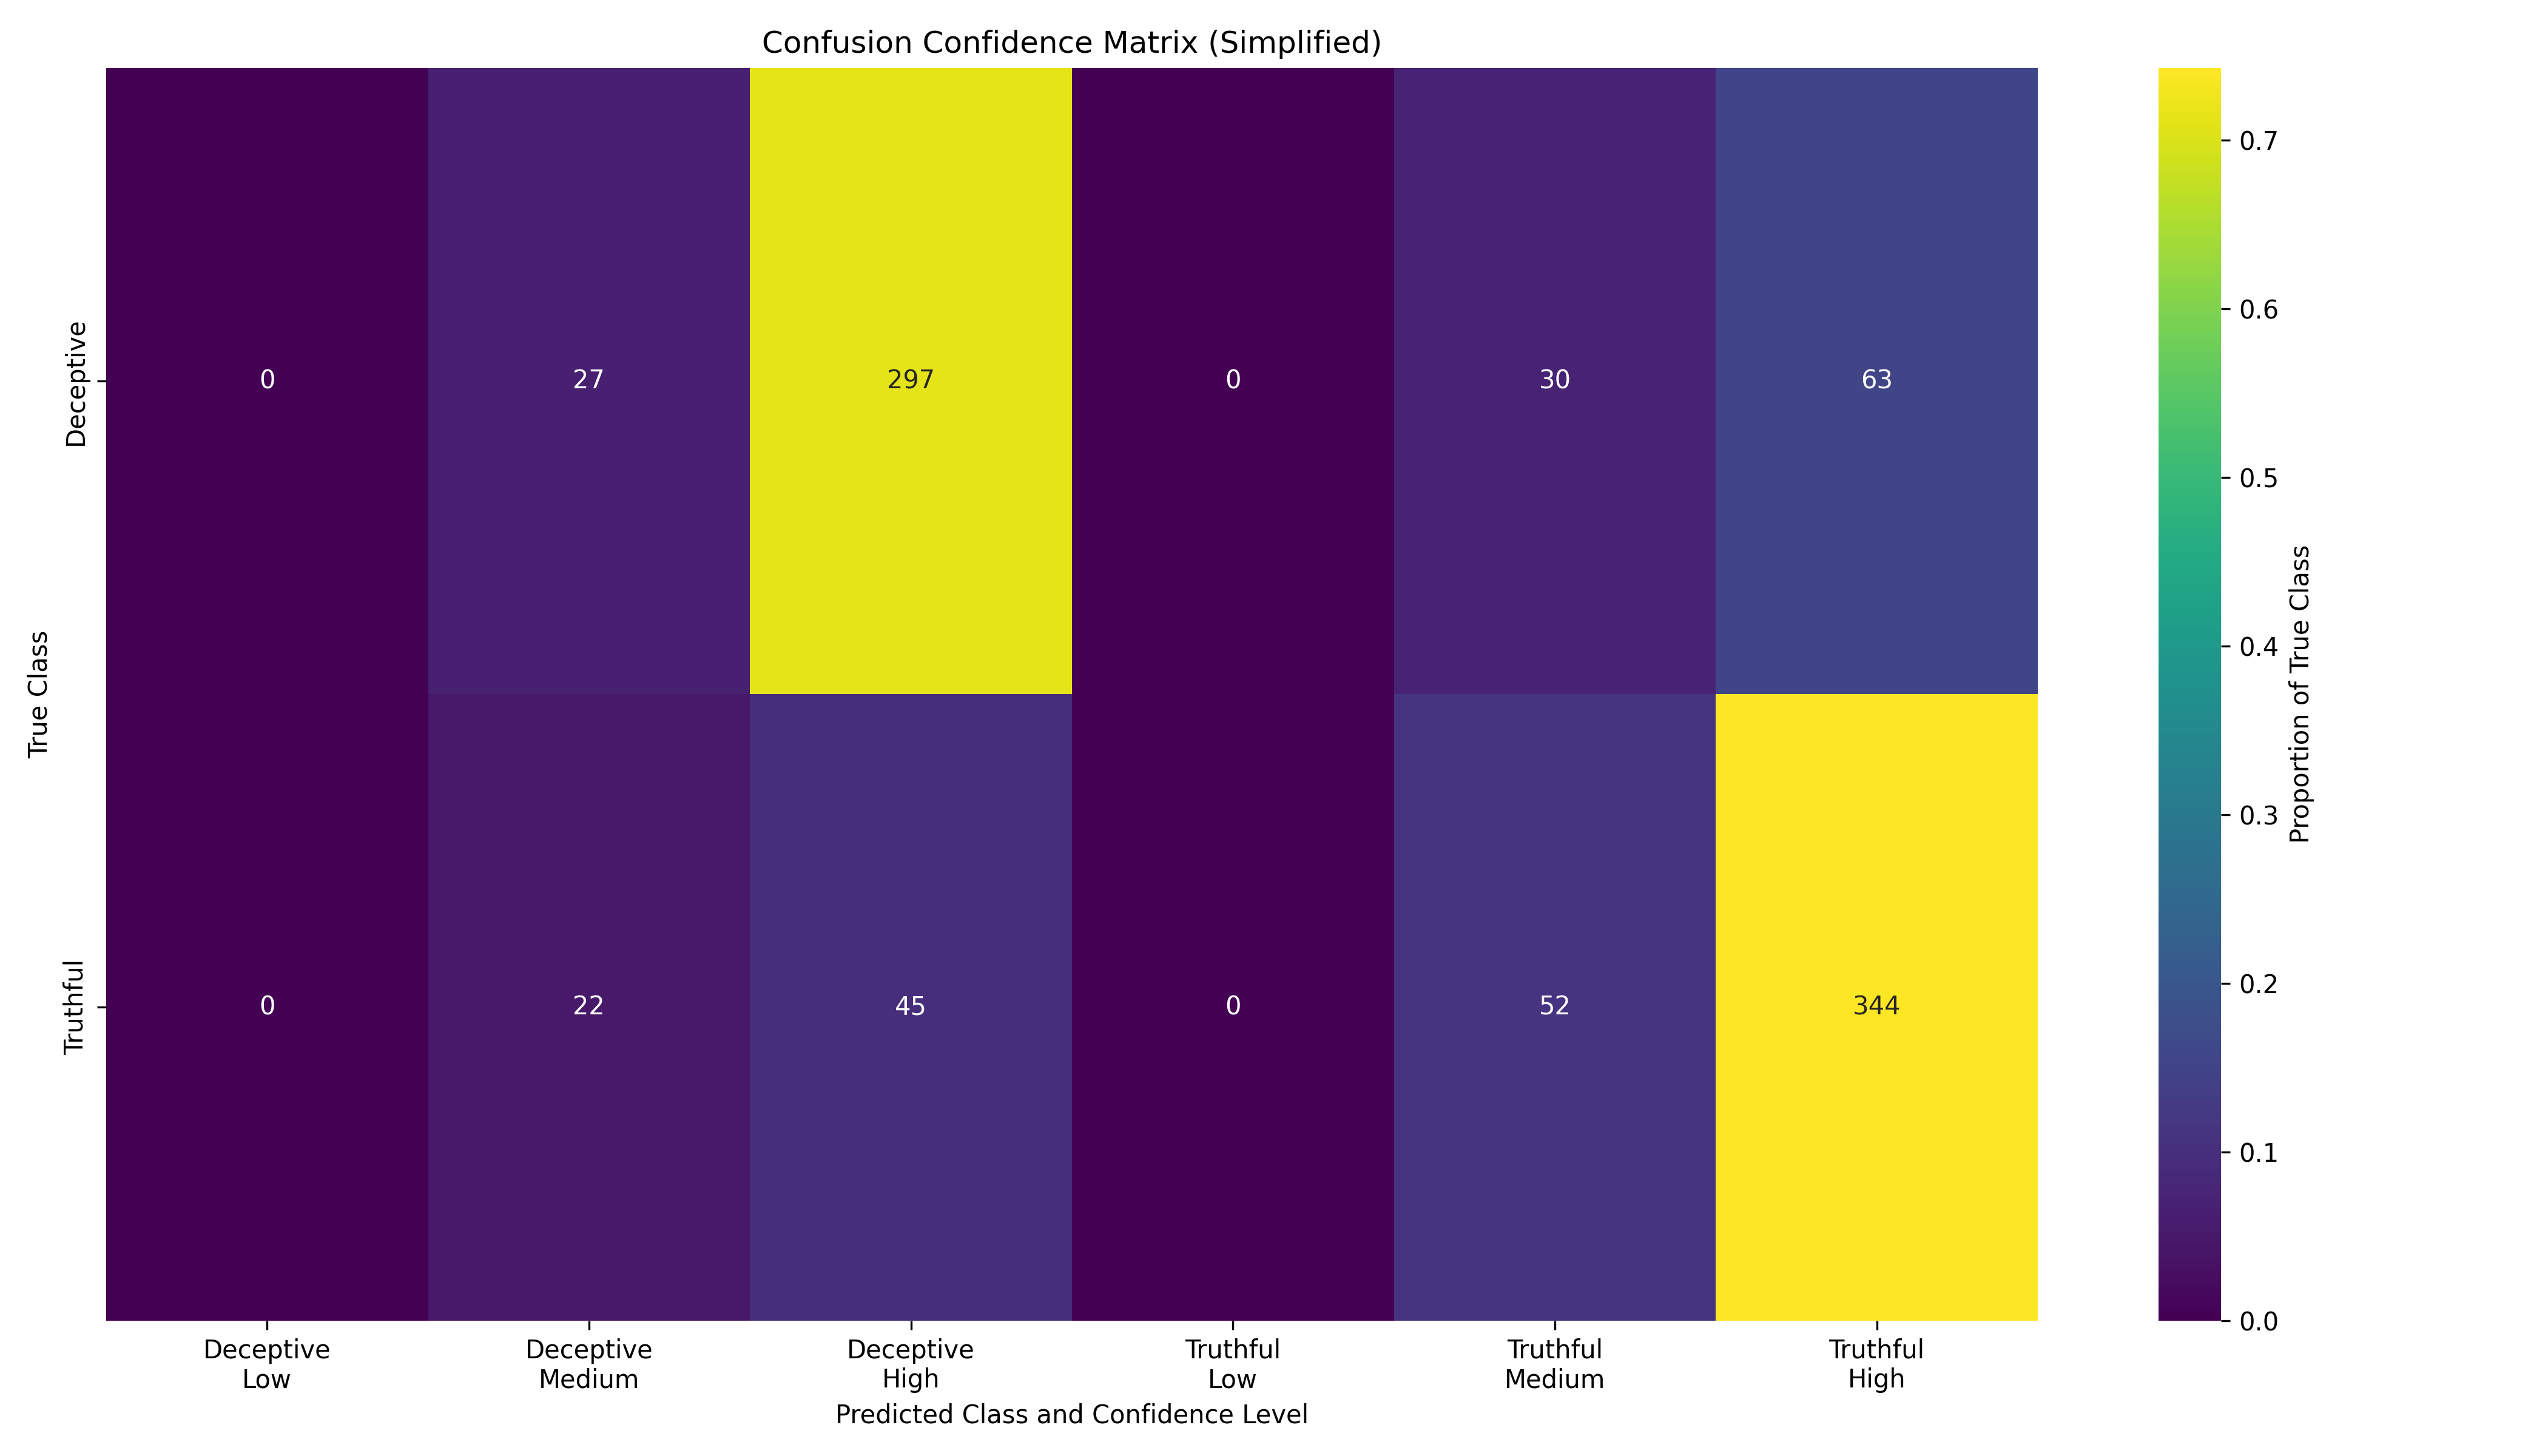 Confusion Confidence Matrix (Simplified)
True Class
Deceptive
0 27 297 0 30 63
Truthful
0 22 45 0 52 344
Deceptive Low
Deceptive Medium
Deceptive High
Truthful Low
Truthful Medium
Truthful High
Predicted Class and Confidence Level
0.7
0.6
0.5
0.4
0.3
0.2
0.1
0.0
Proportion of True Class